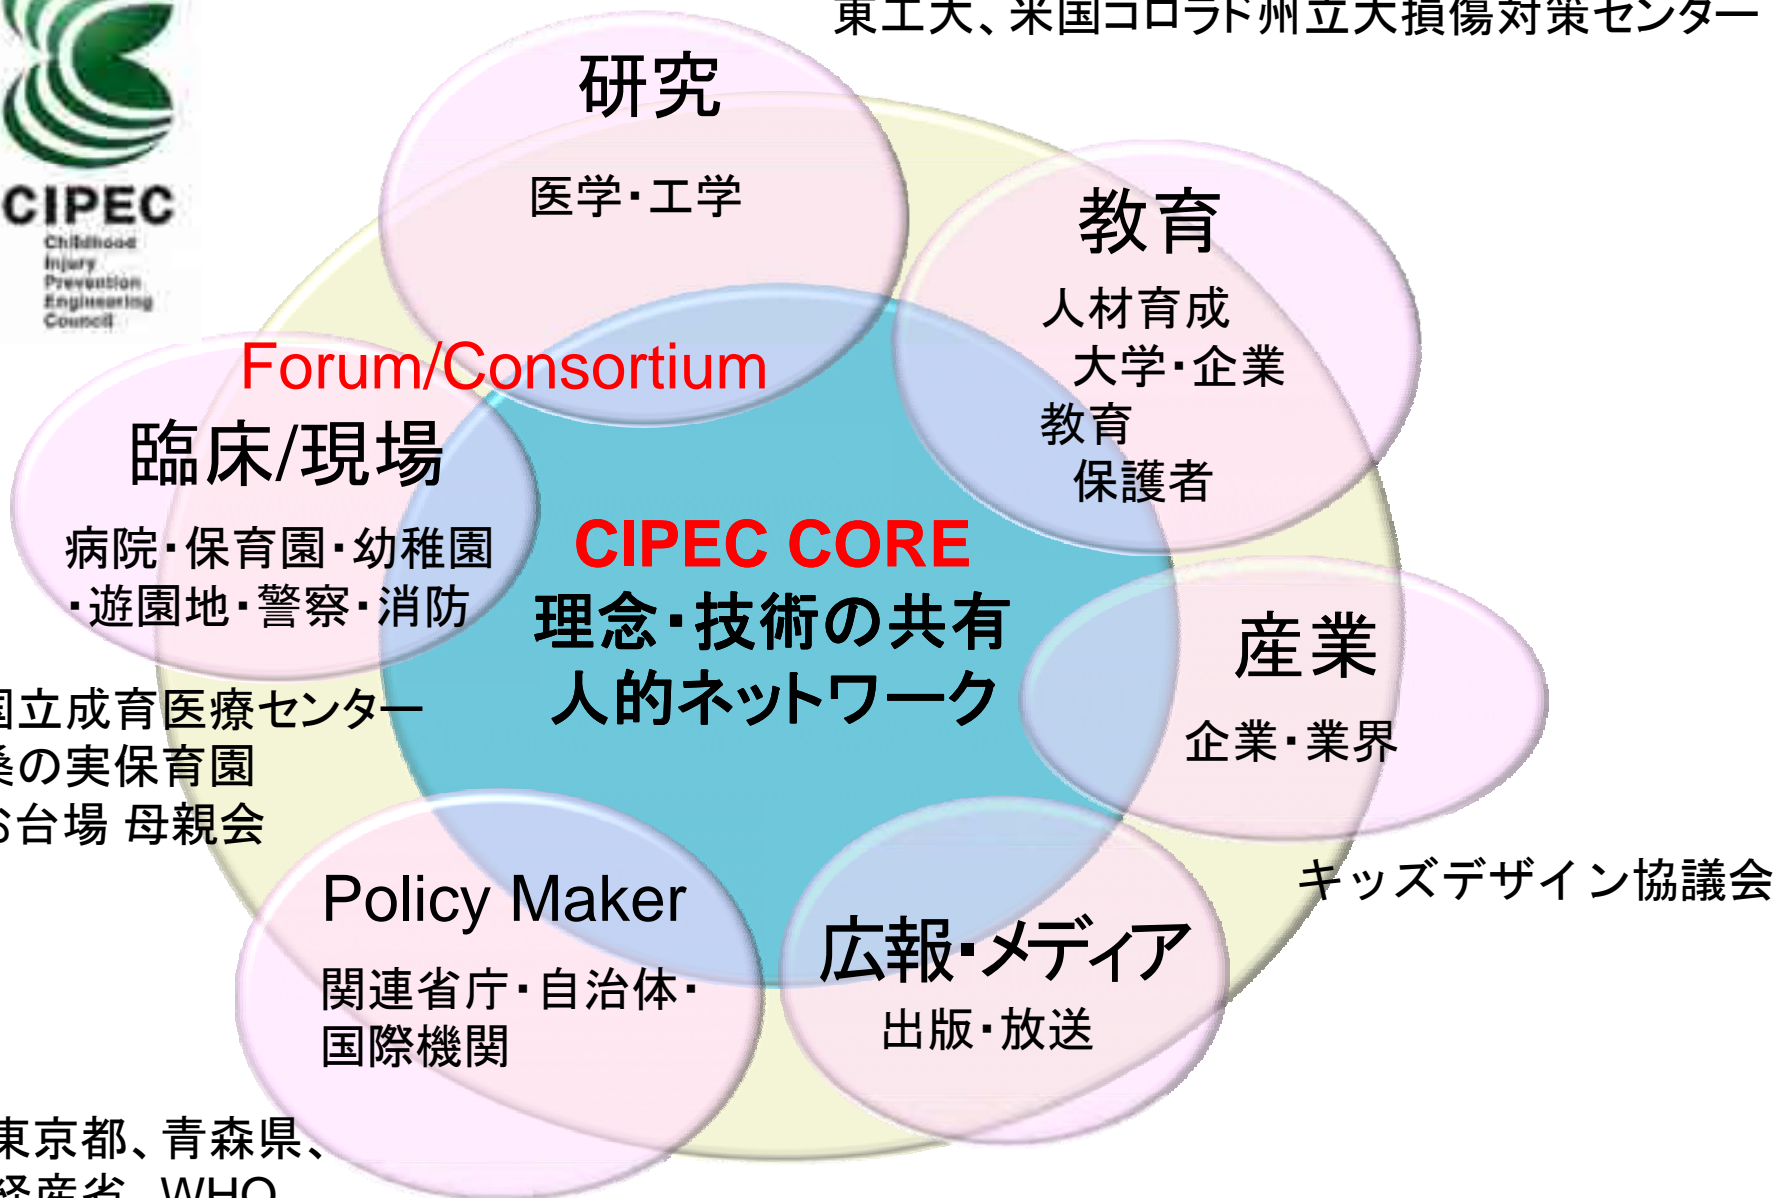 東工大、米国コロラド州立大損傷対策センター
CIPEC
Childhood
Injury
Prevention
Engineering
Council
研究
医学・工学
教育
人材育成
大学・企業
教育
保護者
Forum/Consortium
臨床/現場
病院・保育園・幼稚園
・遊園地・警察・消防
CIPEC CORE
理念・技術の共有
人的ネットワーク
産業
企業・業界
国立成育医療センター
桑の実保育園
お台場 母親会
キッズデザイン協議会
Policy Maker
関連省庁・自治体・
国際機関
広報・メディア
出版・放送
東京都、青森県、
経産省、WHO